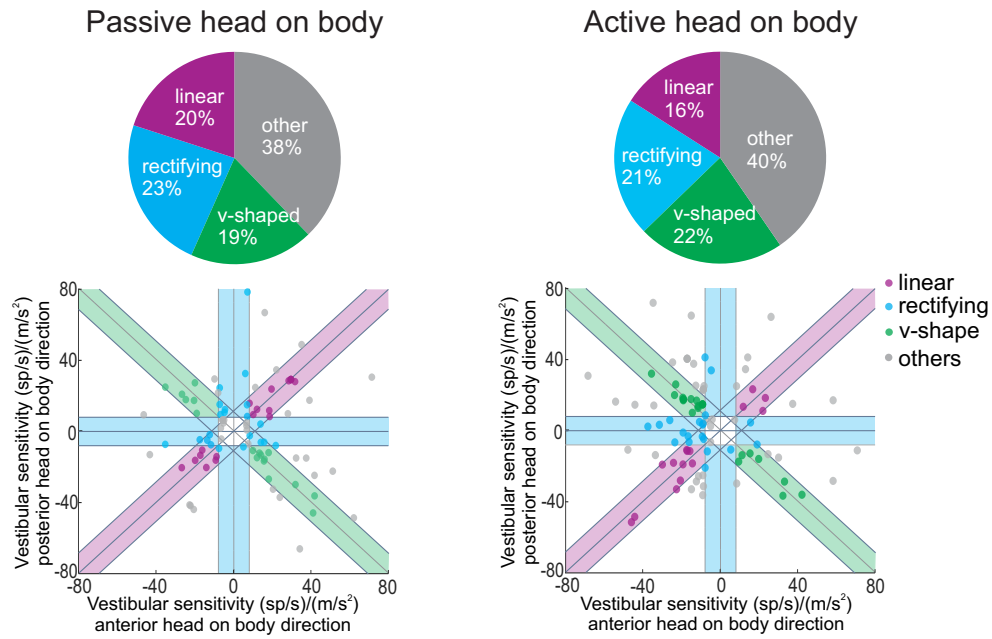 Passive head on body
linear
20%
other
38%
rectifying
23%
v-shaped
19%
Vestibular sensitivity (sp/s)/(m/s²)
posterior head on body direction
80
40
0
-40
-80
-80
-40
0
40
80
Vestibular sensitivity (sp/s)/(m/s²)
anterior head on body direction
Active head on body
linear
16%
other
40%
rectifying
21%
v-shaped
22%
Vestibular sensitivity (sp/s)/(m/s²)
posterior head on body direction
80
40
0
-40
-80
-80
-40
0
40
80
Vestibular sensitivity (sp/s)/(m/s²)
anterior head on body direction
linear
rectifying
v-shape
others